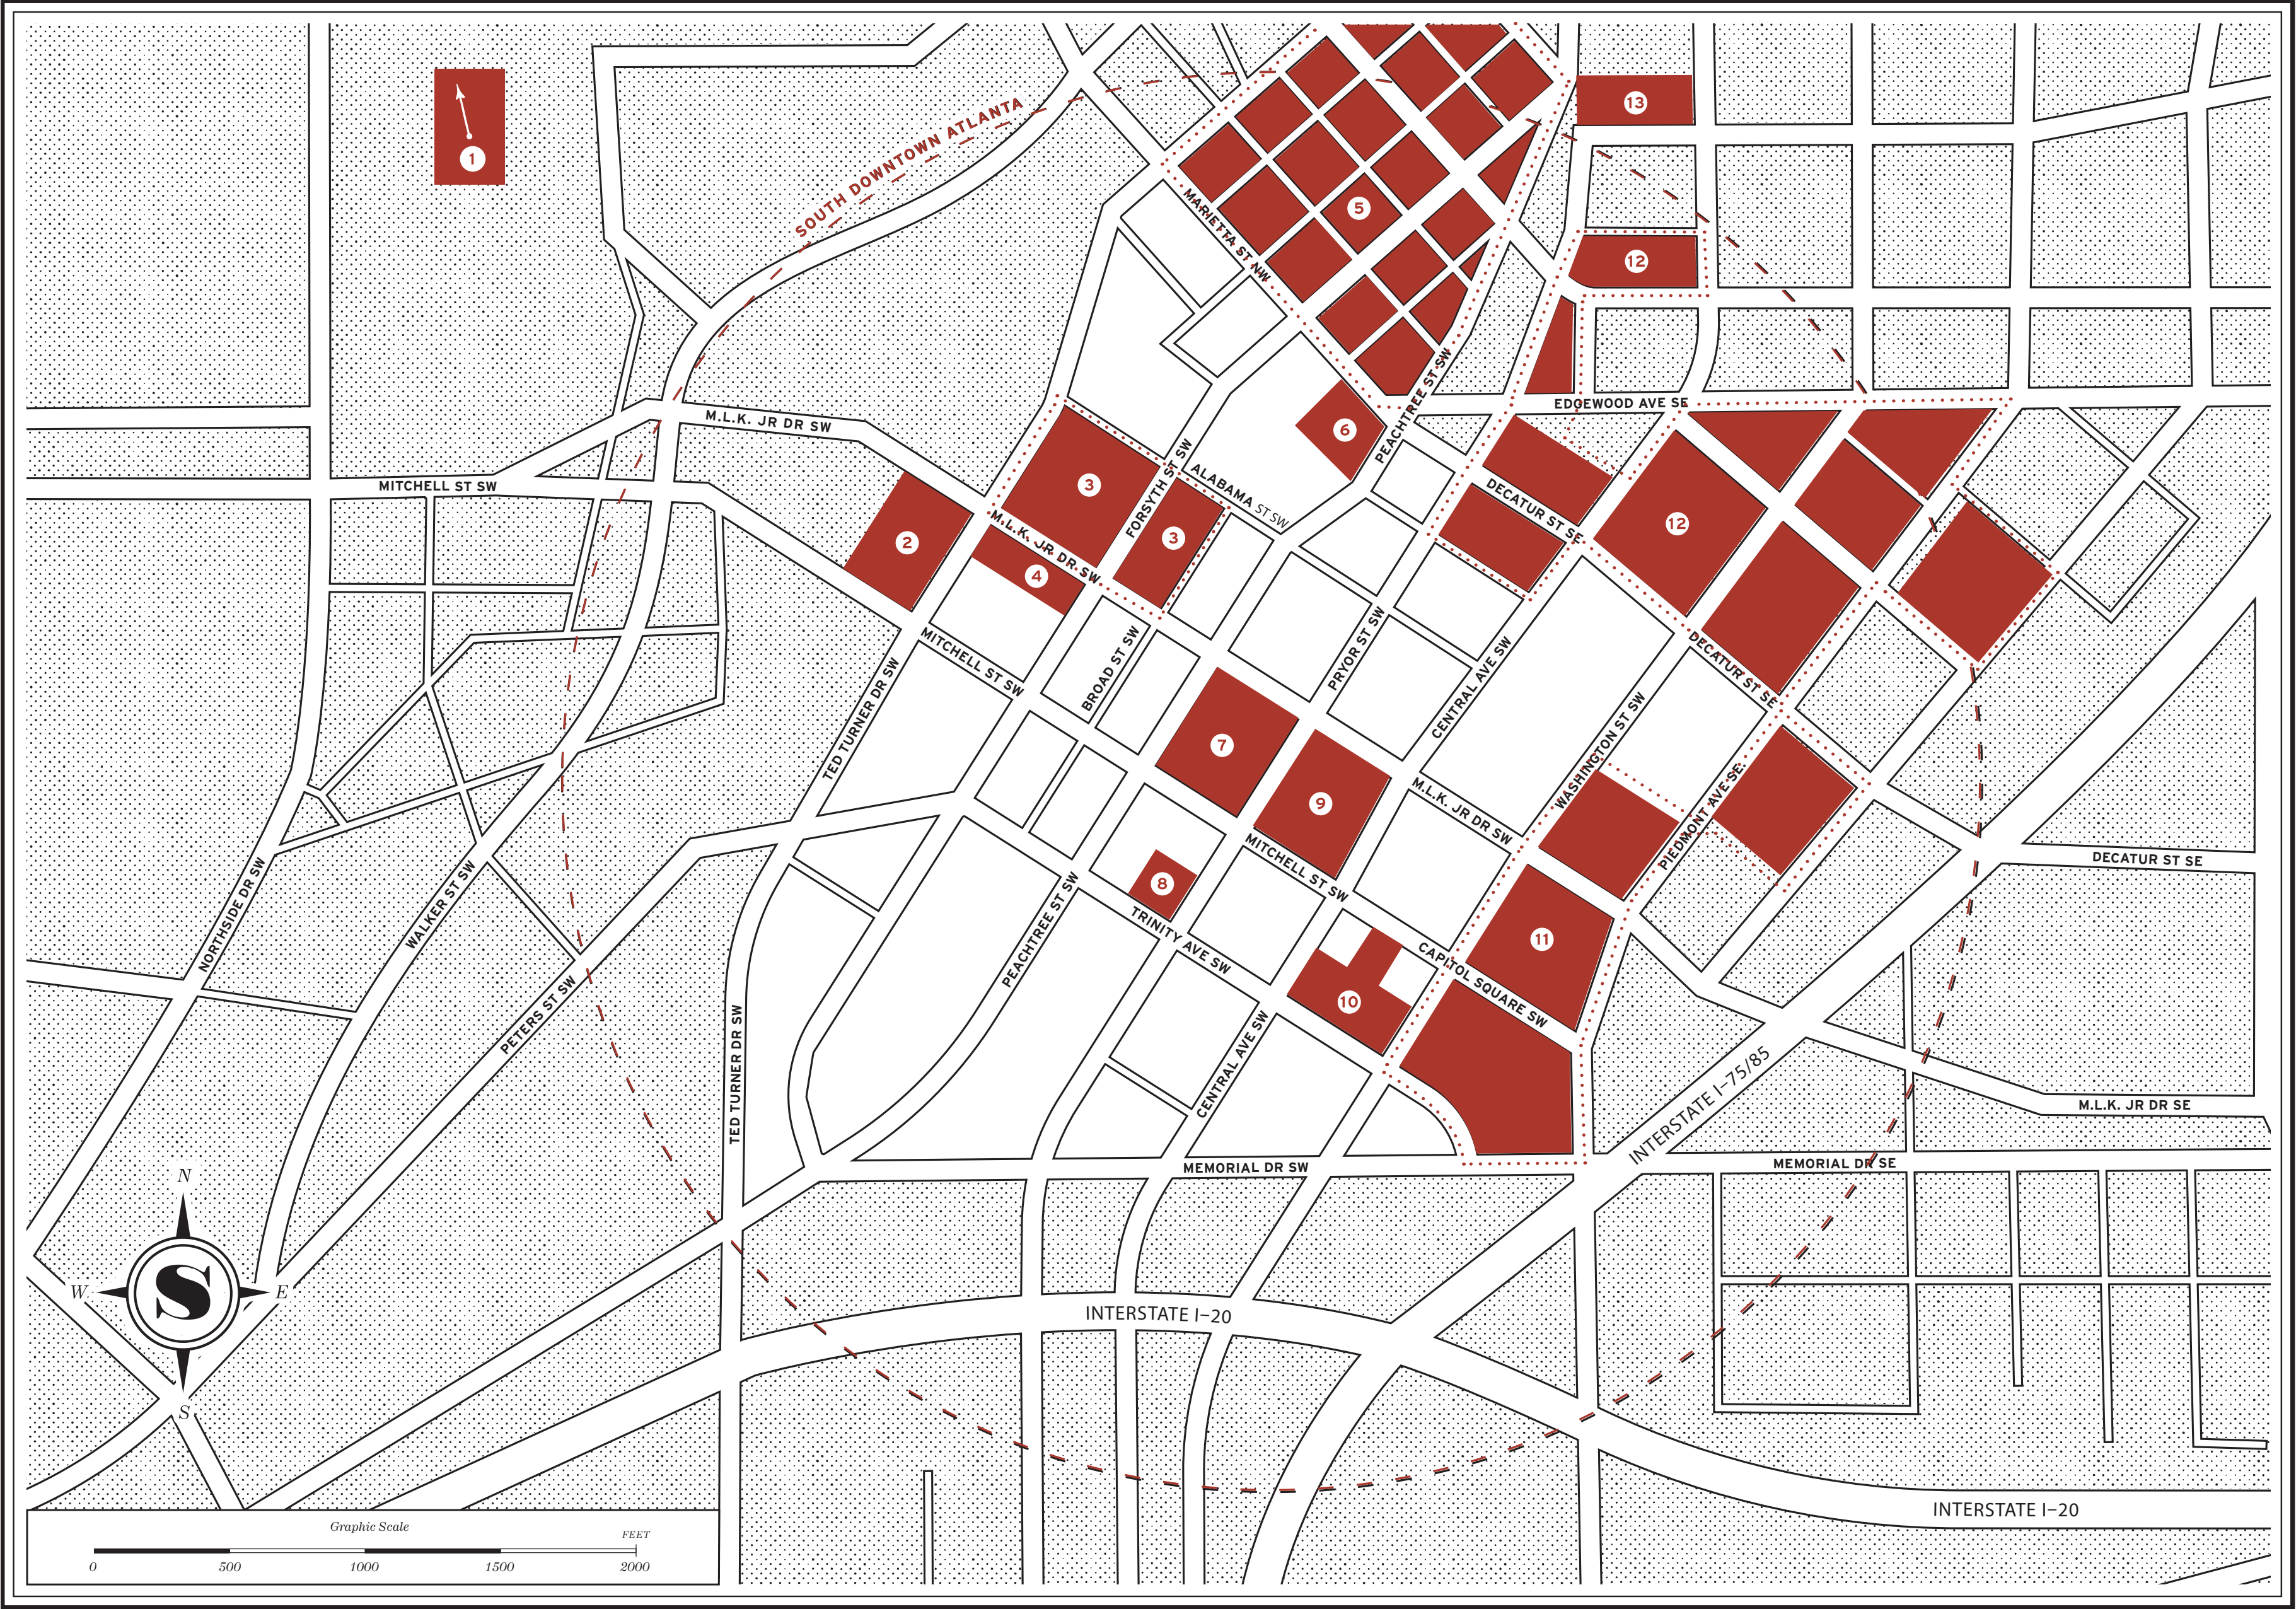 1
SOUTH DOWNTOWN ATLANTA
13
5
12
MARIETTA ST NW
PEACHTREE ST SW
EDGEWOOD AVE SE
M.L.K. JR DR SW
6
MITCHELL ST SW
3
FORSYTH ST SW
ALABAMA ST SW
DECATUR ST SE
12
2
M.L.K. JR DR SW
3
4
MITCHELL ST SW
BROAD ST SW
PRYOR ST SW
CENTRAL AVE SW
DECATUR ST SE
TED TURNER DR SW
7
WASHINGTON ST SW
9
M.L.K. JR DR SW
PIEDMONT AVE SE
DECATUR ST SE
MITCHELL ST SW
8
NORTHSIDE DR SW
WALKER ST SW
PEACHTREE ST SW
TRINITY AVE SW
11
CAPITOL SQUARE SW
10
PETERS ST SW
TED TURNER DR SW
CENTRAL AVE SW
INTERSTATE I-75/85
M.L.K. JR DR SE
MEMORIAL DR SW
MEMORIAL DR SE
N
W
S
E
S
INTERSTATE I-20
INTERSTATE I-20
Graphic Scale
FEET
0 500 1000 1500 2000